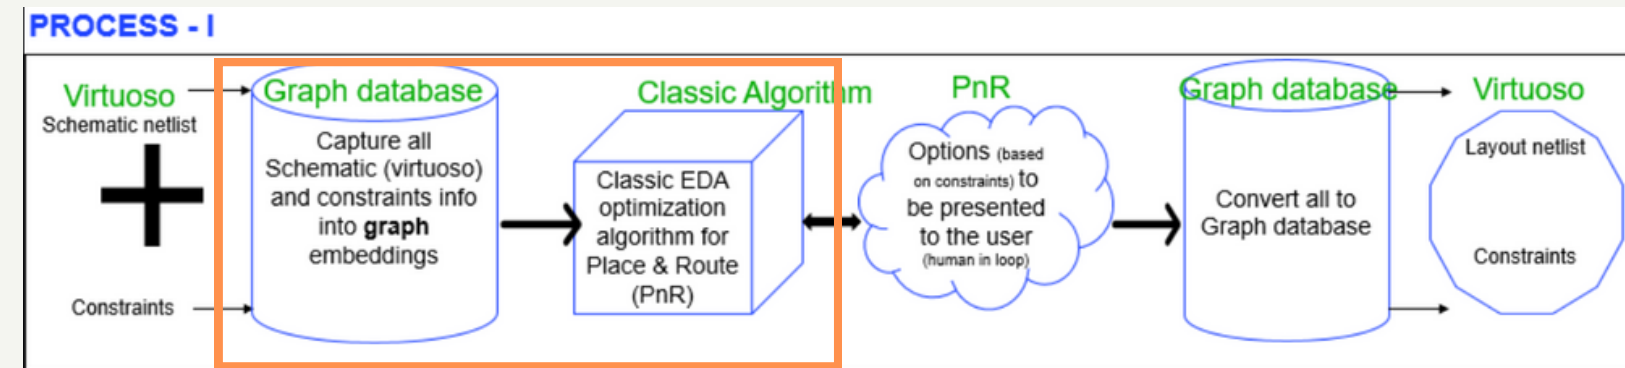 PROCESS - I
Virtuoso
Schematic netlist
Constraints
Graph database
Capture all
Schematic (virtuoso)
and constraints info
into graph
embeddings
Classic Algorithm
Classic EDA
optimization
algorithm for
Place & Route
(PnR)
PnR
Options (based
on constraints) to
be presented
to the user
(human in loop)
Graph database
Convert all to
Graph database
Virtuoso
Layout netlist
Constraints